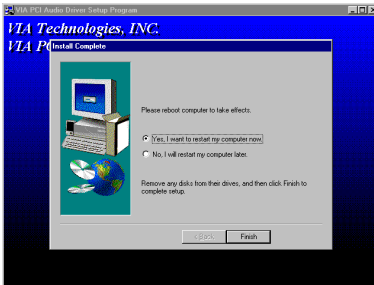 VIA PCI Audio Driver Setup Program
VIA Technologies, INC.
VIA PC
Install Complete
Please reboot computer to take effects.
Yes, I want to restart my computer now.
No, I will restart my computer later.
Remove any disks from their drives, and then click Finish to
complete setup.
< Back
Finish